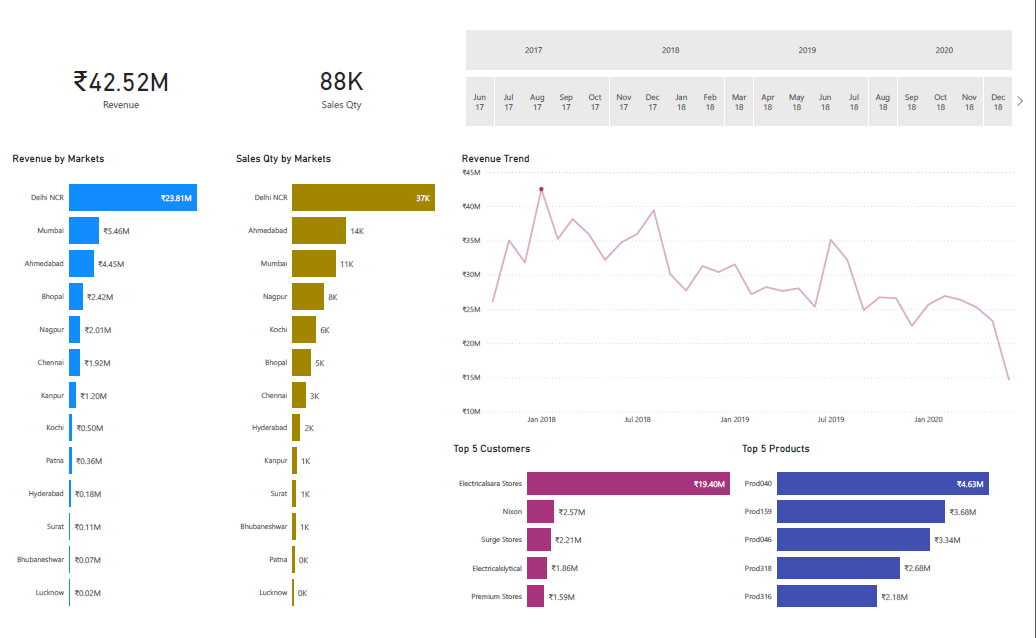 2017 2018 2019 2020
₹42.52M
Revenue
88K
Sales Qty
Jun 17 Jul 17 Aug 17 Sep 17 Oct 17 Nov 17 Dec 17 Jan 18 Feb 18 Mar 18 Apr 18 May 18 Jun 18 Jul 18 Aug 18 Sep 18 Oct 18 Nov 18 Dec 18
Revenue by Markets
Delhi NCR ₹23.81M
Mumbai ₹5.46M
Ahmedabad ₹4.45M
Bhopal ₹2.42M
Nagpur ₹2.01M
Chennai ₹1.92M
Kanpur ₹1.20M
Kochi ₹0.50M
Patna ₹0.36M
Hyderabad ₹0.18M
Surat ₹0.11M
Bhubaneshwar ₹0.07M
Lucknow ₹0.02M
Sales Qty by Markets
Delhi NCR 37K
Ahmedabad 14K
Mumbai 11K
Nagpur 8K
Kochi 6K
Bhopal 5K
Chennai 3K
Hyderabad 2K
Kanpur 1K
Surat 1K
Bhubaneshwar 1K
Patna 0K
Lucknow 0K
Revenue Trend
₹45M
₹40M
₹35M
₹30M
₹25M
₹20M
₹15M
₹10M
Jan 2018 Jul 2018 Jan 2019 Jul 2019 Jan 2020
Top 5 Customers
Electricalsara Stores ₹19.40M
Nixon ₹2.57M
Surge Stores ₹2.21M
Electricalslytical ₹1.86M
Premium Stores ₹1.59M
Top 5 Products
Prod040 ₹4.63M
Prod159 ₹3.68M
Prod046 ₹3.34M
Prod318 ₹2.68M
Prod316 ₹2.18M